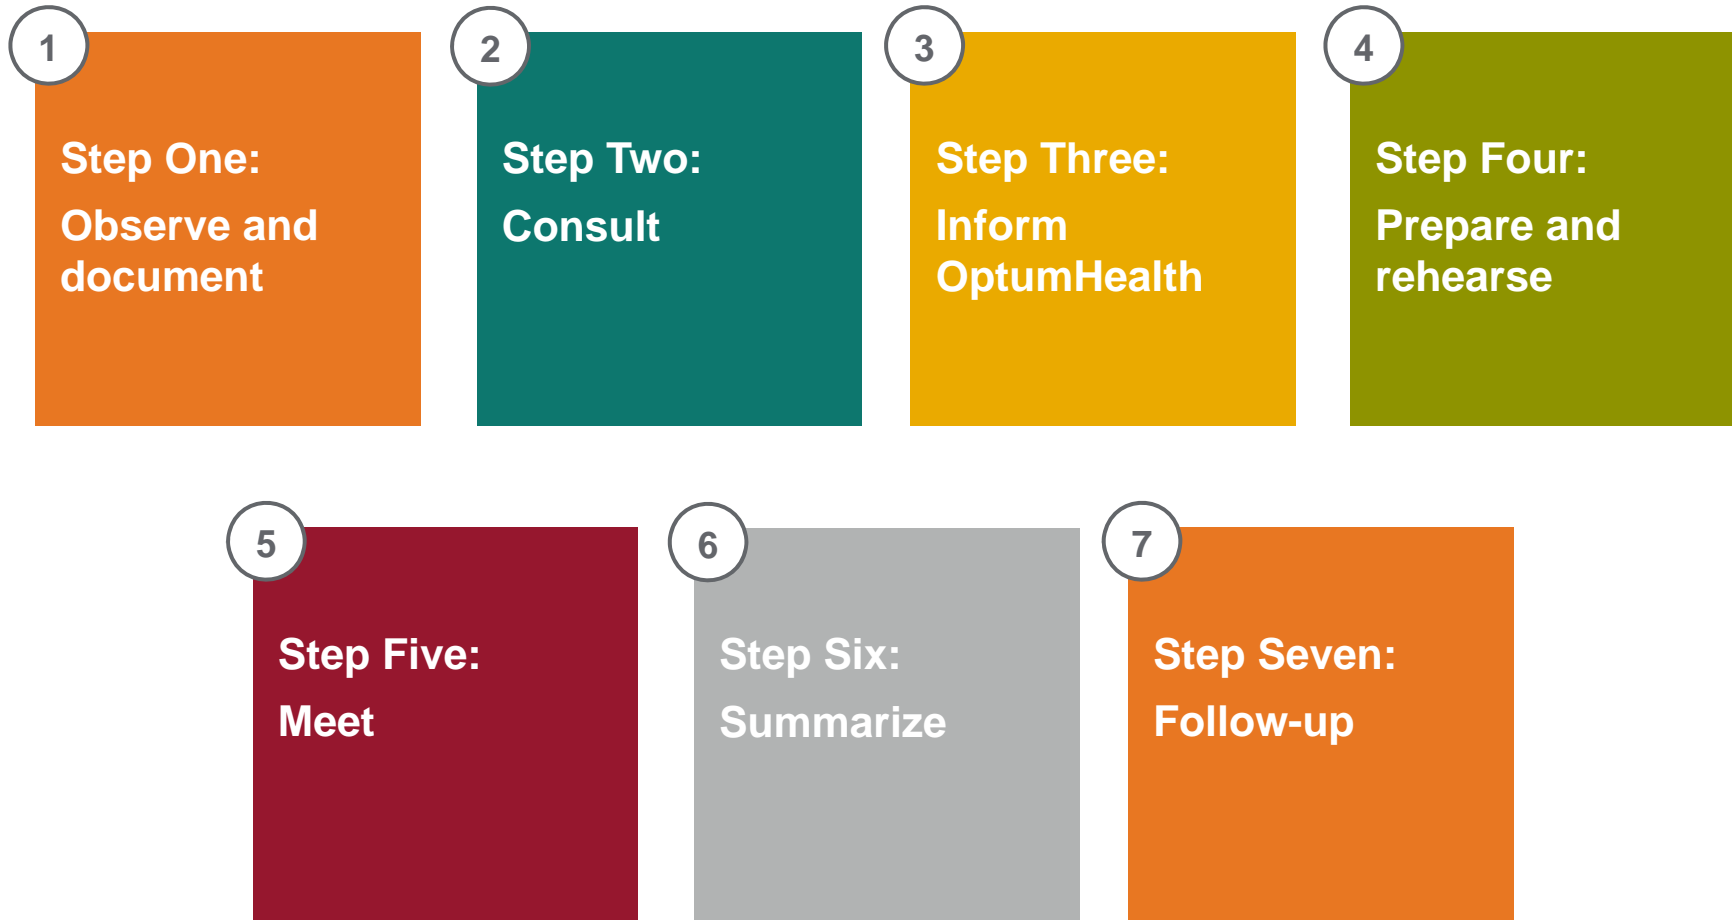 1
Step One:
Observe and
document
2
Step Two:
Consult
3
Step Three:
Inform
OptumHealth
4
Step Four:
Prepare and
rehearse
5
Step Five:
Meet
6
Step Six:
Summarize
7
Step Seven:
Follow-up